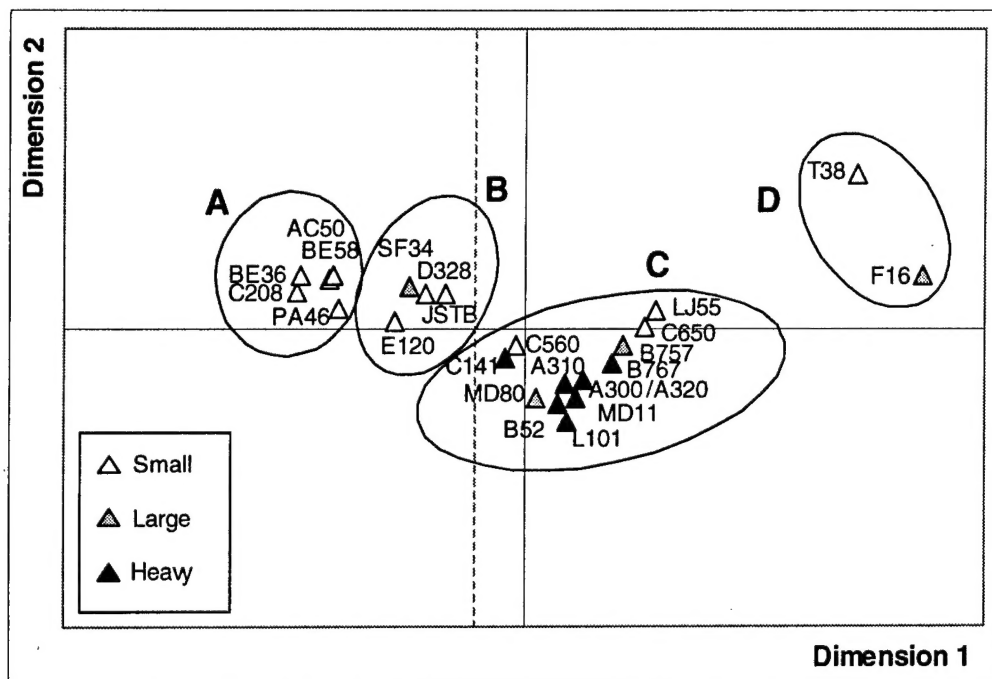 Dimension 2
A
AC50
BE58
BE36
C208
PA46
B
SF34
D328
JSTB
E120
D
T38
F16
C
LJ55
C650
C560
B757
C141
A310
B767
MD80
A300/A320
MD11
B52
L101
Small
Large
Heavy
Dimension 1